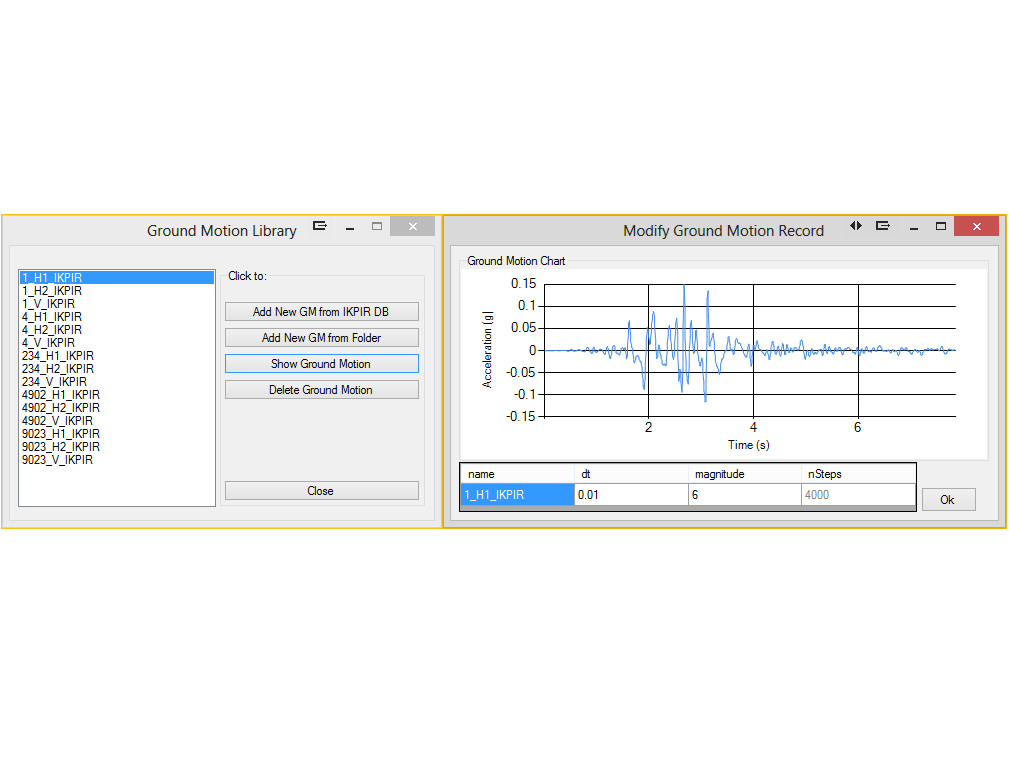 Ground Motion Library
1_H1_IKPIR
1_H2_IKPIR
1_V_IKPIR
4_H1_IKPIR
4_H2_IKPIR
4_V_IKPIR
234_H1_IKPIR
234_H2_IKPIR
234_V_IKPIR
4902_H1_IKPIR
4902_H2_IKPIR
4902_V_IKPIR
9023_H1_IKPIR
9023_H2_IKPIR
9023_V_IKPIR
Click to:
Add New GM from IKPIR DB
Add New GM from Folder
Show Ground Motion
Delete Ground Motion
Close
Modify Ground Motion Record
Ground Motion Chart
Acceleration [g]
0.15
0.1
0.05
0
-0.05
-0.1
-0.15
2 4 6
Time (s)
name dt magnitude nSteps
1_H1_IKPIR 0.01 6 4000
Ok